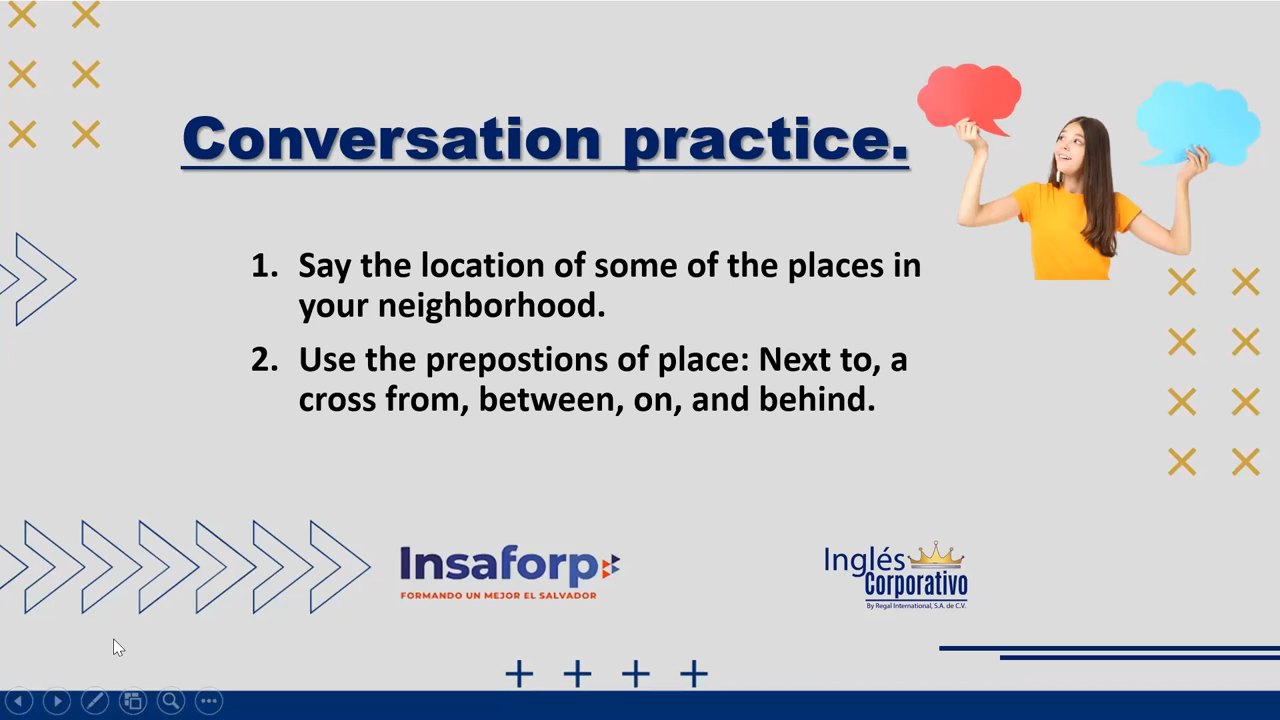 Conversation practice.
1. Say the location of some of the places in
your neighborhood.
2. Use the prepostions of place: Next to, a
cross from, between, on, and behind.
Insaforp
FORMANDO UN MEJOR EL SALVADOR
Inglés
Corporativo
By Regal International, S.A. de C.V.